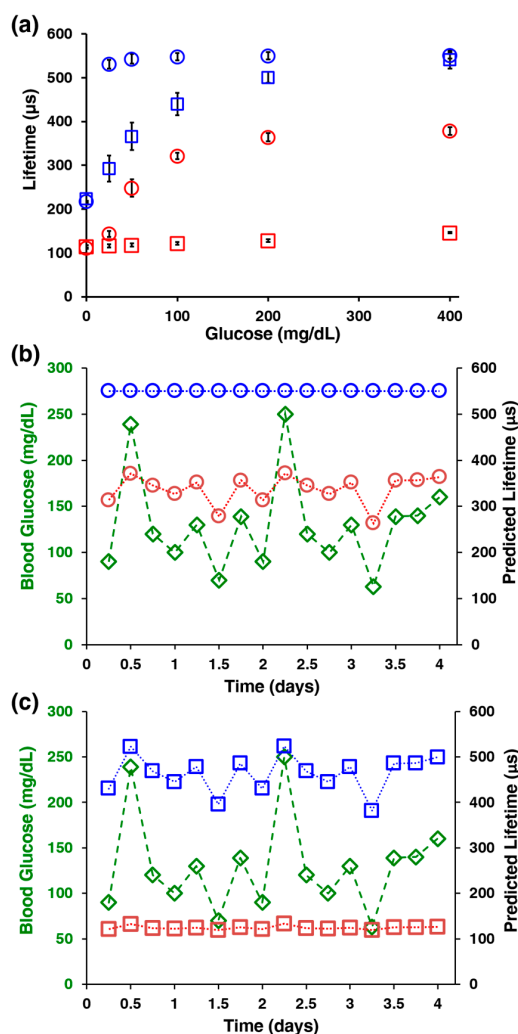 (a)
Lifetime (µs)
600
500
400
300
200
100
0
0 100 200 300 400
Glucose (mg/dL)
(b)
Blood Glucose (mg/dL)
300
250
200
150
100
50
0
Predicted Lifetime (µs)
600
500
400
300
200
100
0
0 0.5 1 1.5 2 2.5 3 3.5 4
Time (days)
(c)
Blood Glucose (mg/dL)
300
250
200
150
100
50
0
Predicted Lifetime (µs)
600
500
400
300
200
100
0
0 0.5 1 1.5 2 2.5 3 3.5 4
Time (days)